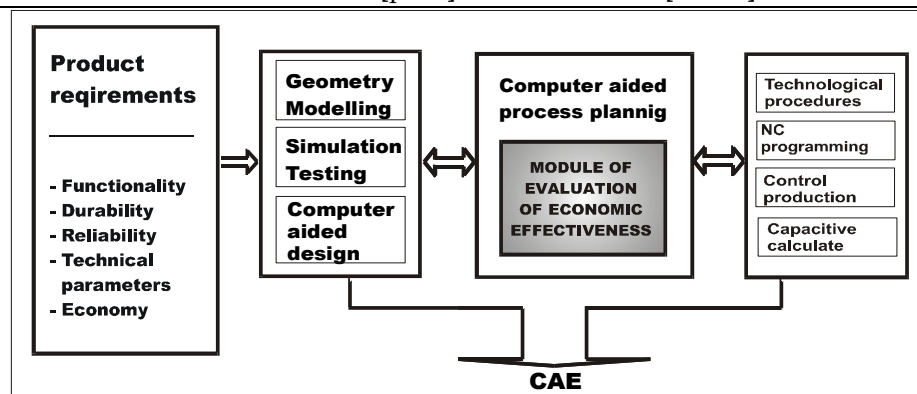 Product
reqirements
- Functionality
- Durability
- Reliability
- Technical
parameters
- Economy
Geometry
Modelling
Simulation
Testing
Computer
aided
design
Computer aided
process plannig
MODULE OF
EVALUATION
OF ECONOMIC
EFFECTIVENESS
Technological
procedures
NC
programming
Control
production
Capacitive
calculate
CAE